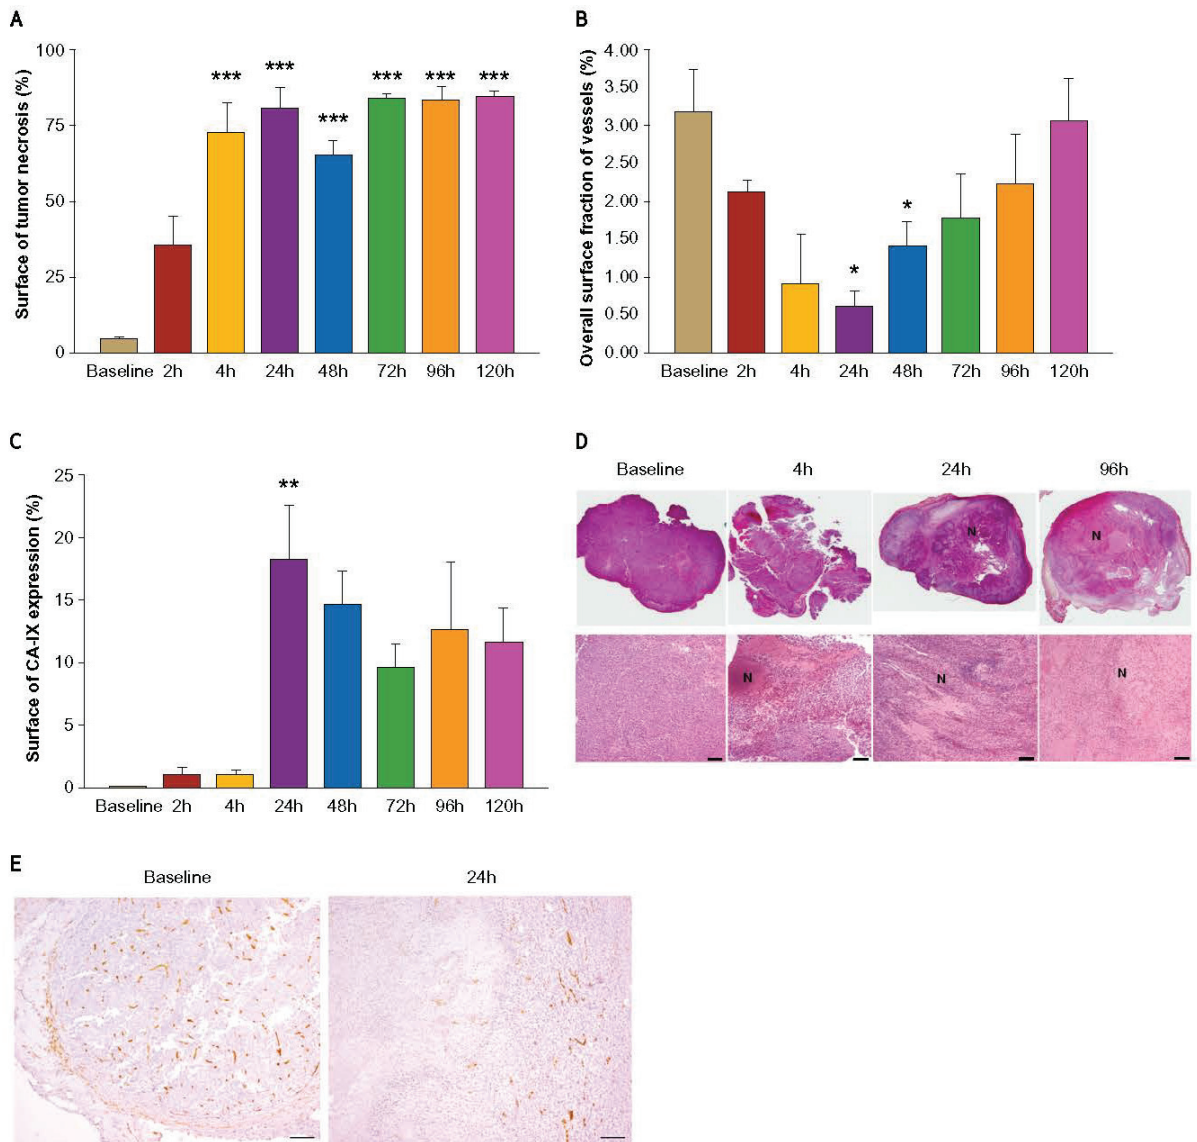 A
Surface of tumor necrosis (%)
100
75
50
25
0
***
***
***
***
***
***
Baseline 2h 4h 24h 48h 72h 96h 120h
B
Overall surface fraction of vessels (%)
4.00
3.50
3.00
2.50
2.00
1.50
1.00
0.50
0.00
*
*
Baseline 2h 4h 24h 48h 72h 96h 120h
C
Surface of CA-IX expression (%)
25
20
15
10
5
0
**
Baseline 2h 4h 24h 48h 72h 96h 120h
D
Baseline 4h 24h 96h
N N
N N N
E
Baseline 24h